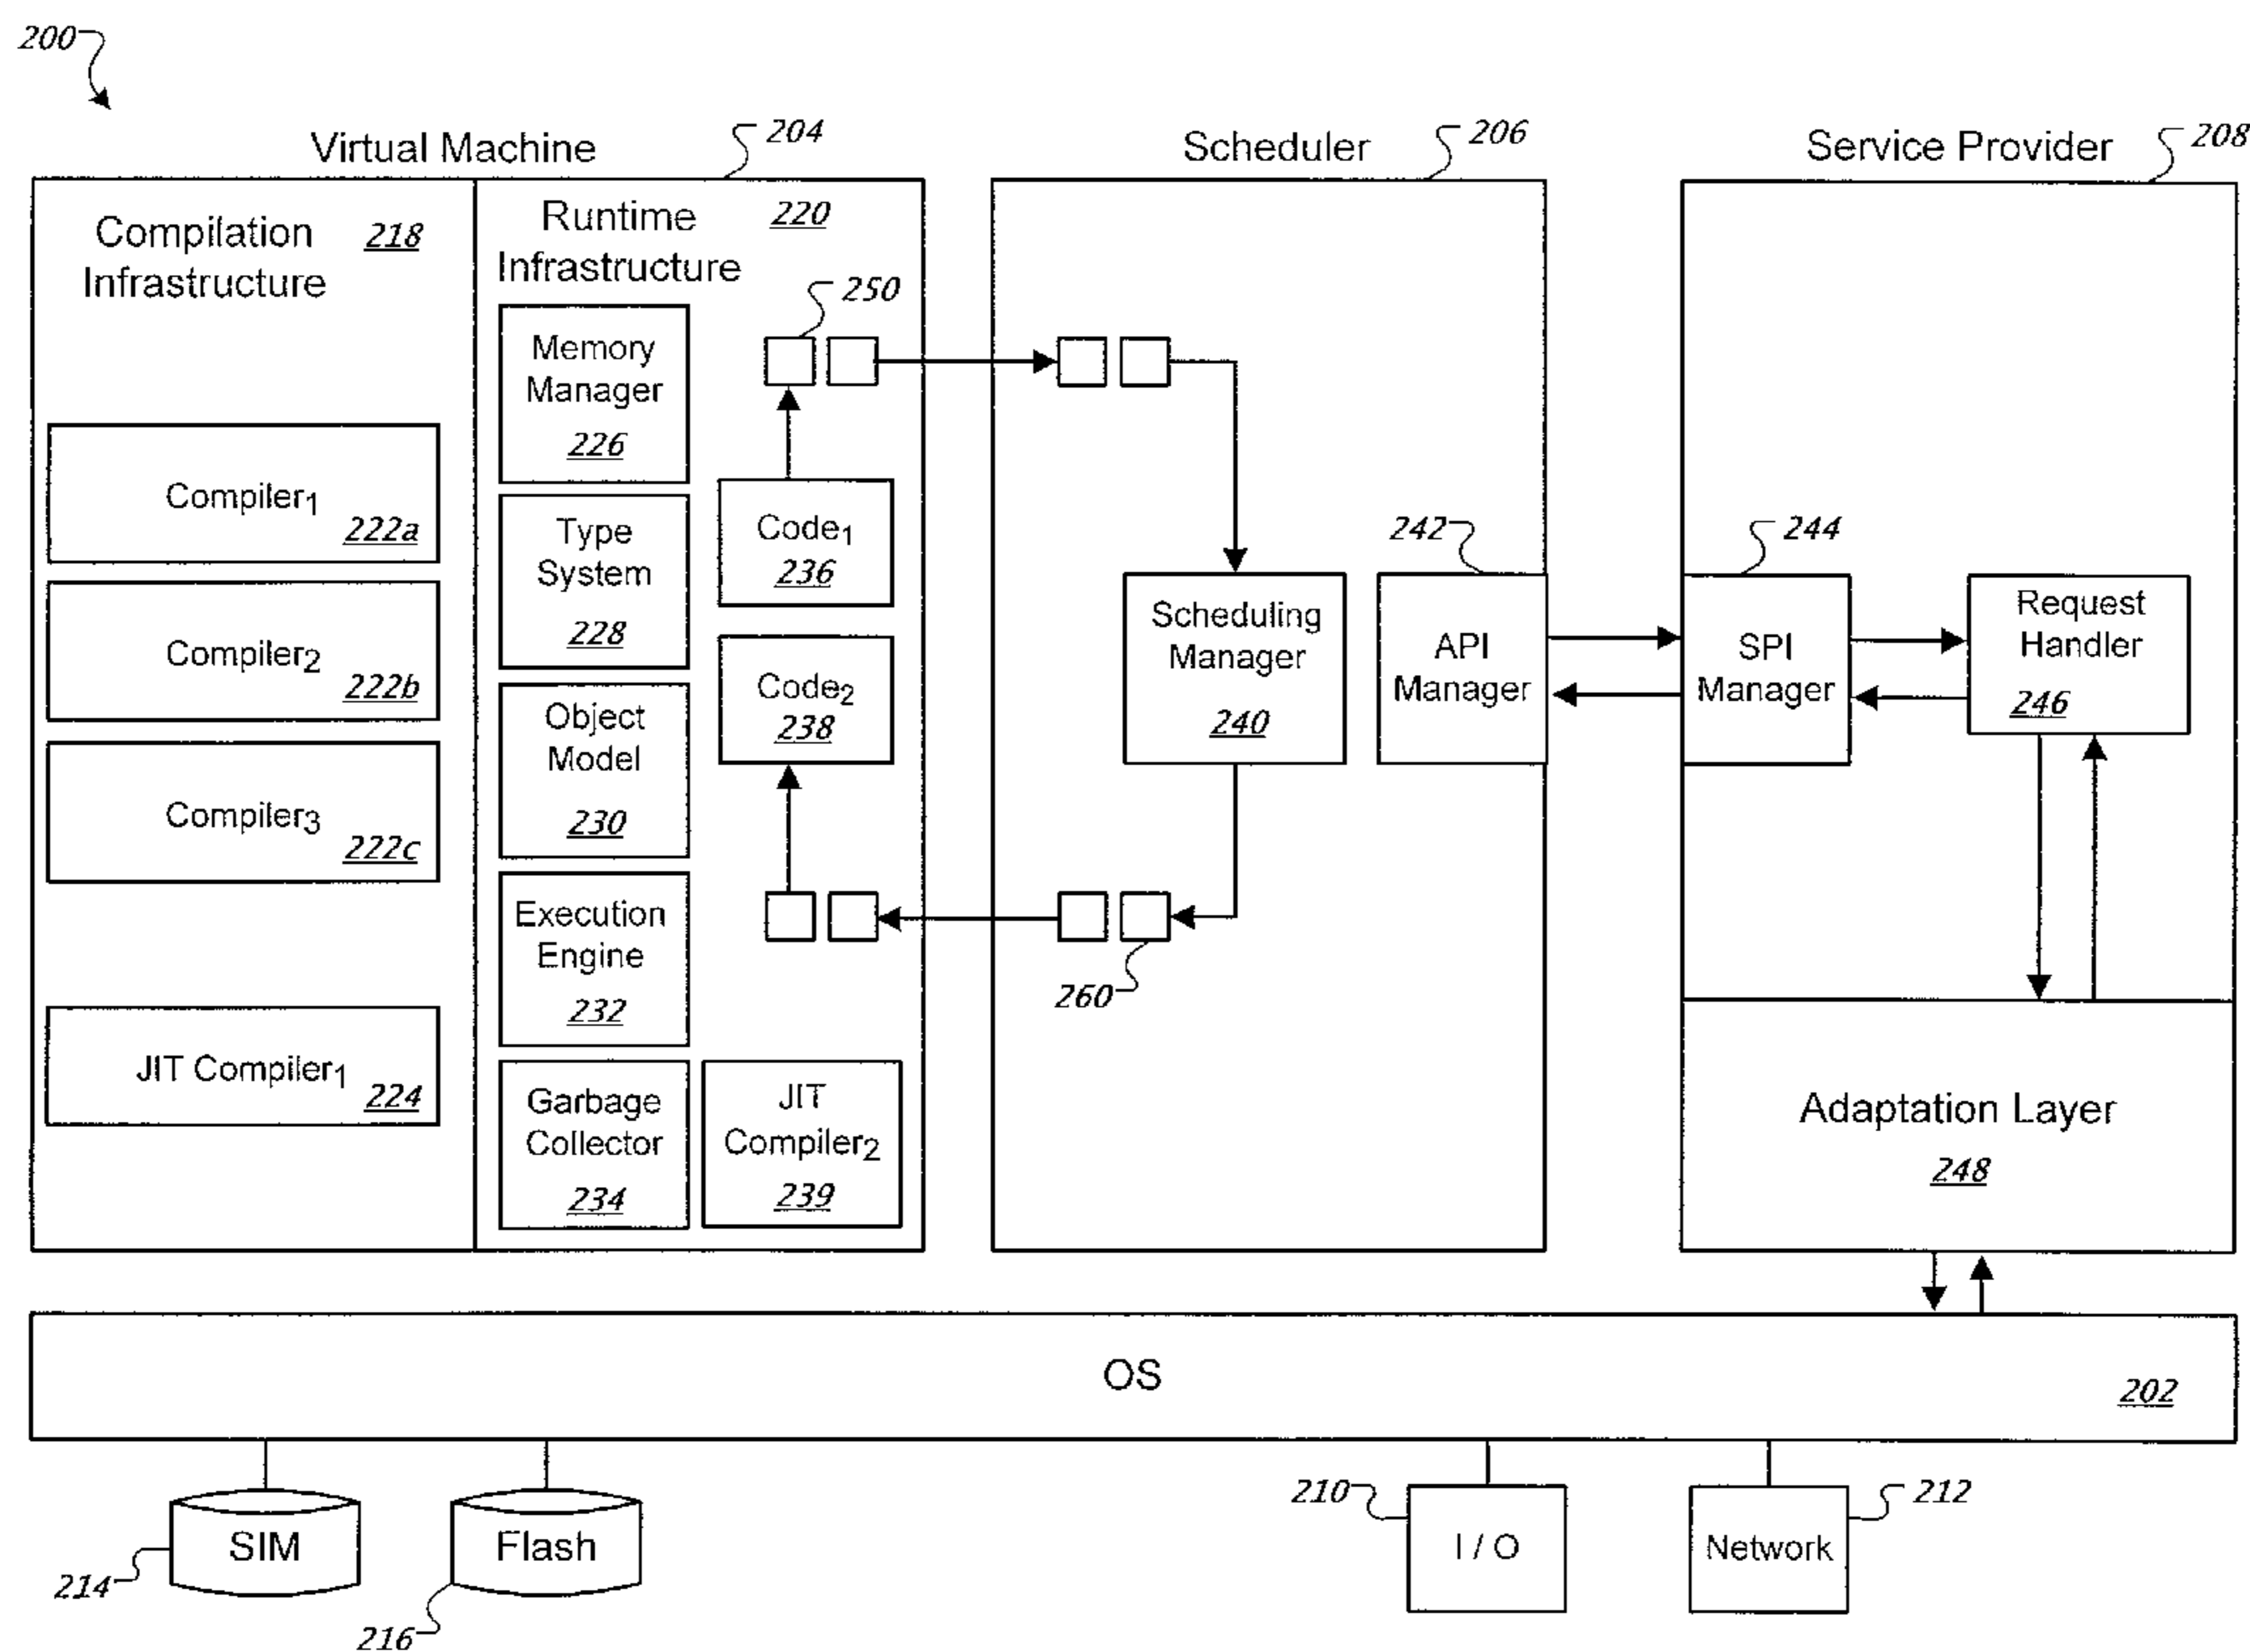 200
Virtual Machine
204
Scheduler
206
Service Provider
208
Compilation
Infrastructure
218
Compiler1
222a
Compiler2
222b
Compiler3
222c
JIT Compiler1
224
Runtime
Infrastructure
220
Memory
Manager
226
Type
System
228
Object
Model
230
Execution
Engine
232
Garbage
Collector
234
250
Code1
236
Code2
238
JIT
Compiler2
239
Scheduling
Manager
240
260
242
API
Manager
244
SPI
Manager
Request
Handler
246
Adaptation Layer
248
OS
202
SIM
214
Flash
216
210
I / O
Network
212